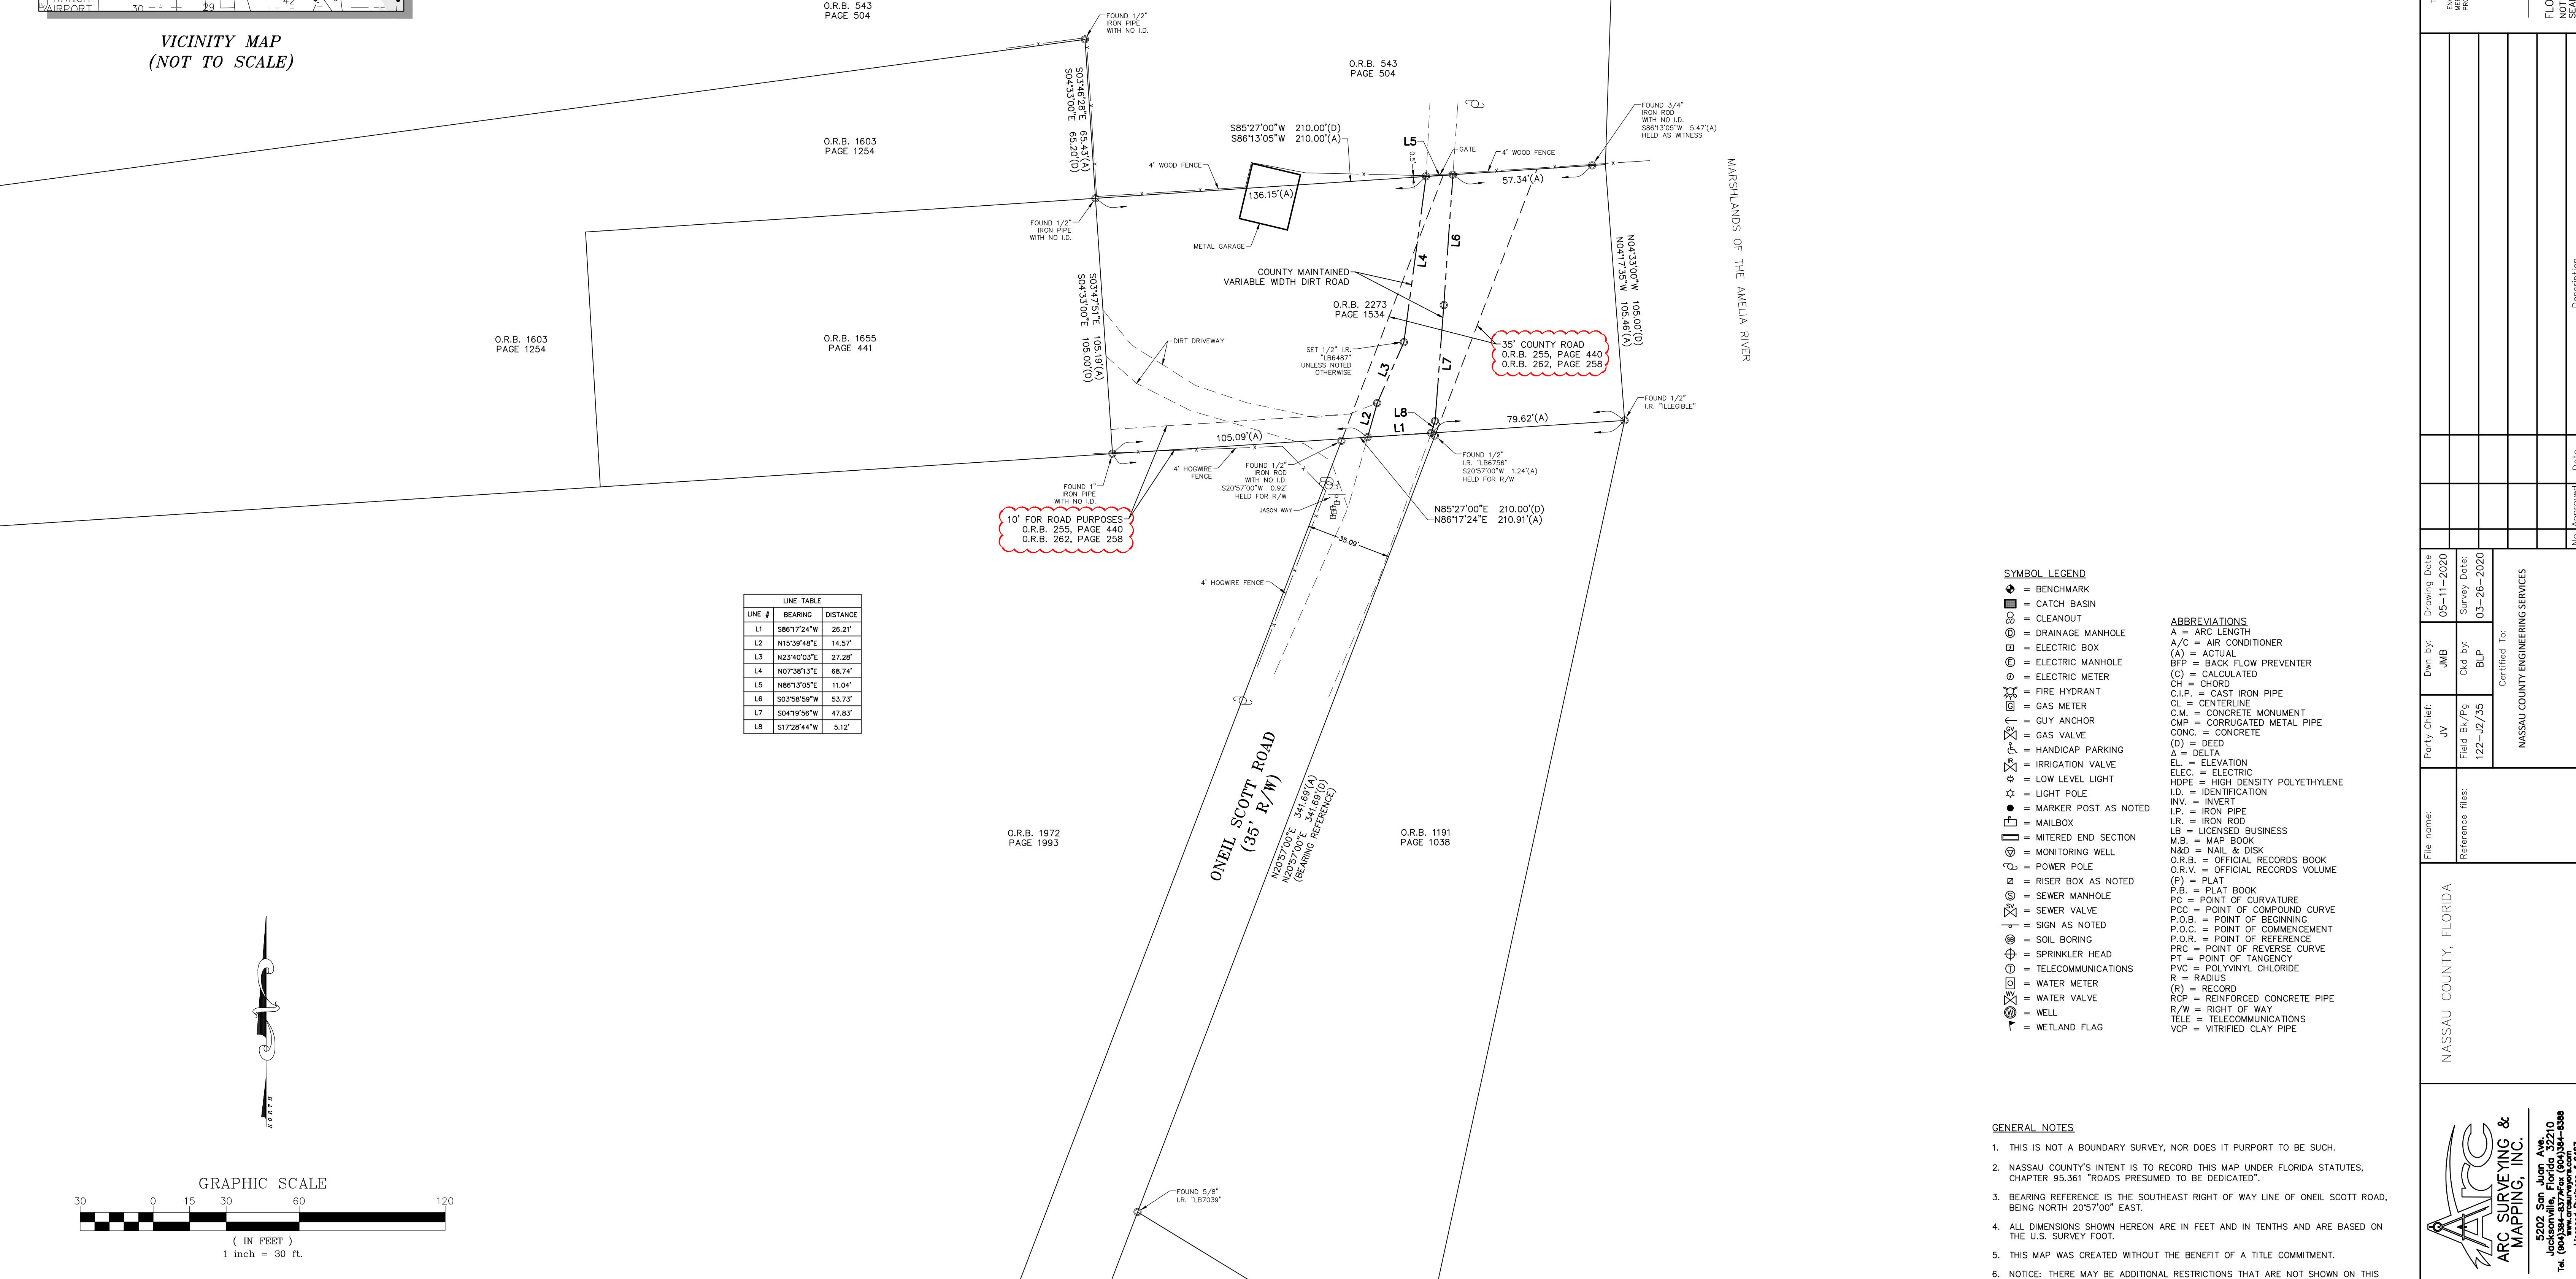 RANCH
AIRPORT
30
29
42
VICINITY MAP
(NOT TO SCALE)
O.R.B. 543
PAGE 504
FOUND 1/2"
IRON PIPE
WITH NO I.D.
S03°46'28"E 65.43'(A)
S04°33'00"E 65.20'(D)
O.R.B. 543
PAGE 504
O.R.B. 1603
PAGE 1254
S85°27'00"W 210.00'(D)
S86°13'05"W 210.00'(A)
4' WOOD FENCE
L5
0.5'
GATE
4' WOOD FENCE
FOUND 3/4"
IRON ROD
WITH NO I.D.
S86°13'05"W 5.47'(A)
HELD AS WITNESS
136.15'(A)
57.34'(A)
FOUND 1/2"
IRON PIPE
WITH NO I.D.
METAL GARAGE
MARSHLANDS OF THE AMELIA RIVER
L4
L6
COUNTY MAINTAINED
VARIABLE WIDTH DIRT ROAD
N04°33'00"W 105.00'(D)
N04°17'35"W 105.46'(A)
S03°47'51"E 105.19'(A)
S04°33'00"E 105.00'(D)
O.R.B. 2273
PAGE 1534
O.R.B. 1603
PAGE 1254
O.R.B. 1655
PAGE 441
DIRT DRIVEWAY
SET 1/2" I.R.
"LB6487"
UNLESS NOTED
OTHERWISE
35' COUNTY ROAD
O.R.B. 255, PAGE 440
O.R.B. 262, PAGE 258
L3
L7
L2
L8
L1
79.62'(A)
FOUND 1/2"
I.R. "ILLEGIBLE"
105.09'(A)
4' HOGWIRE
FENCE
FOUND 1/2"
IRON ROD
WITH NO I.D.
S20°57'00"W 0.92'
HELD FOR R/W
FOUND 1/2"
I.R. "LB6756"
S20°57'00"W 1.24'(A)
HELD FOR R/W
FOUND 1"
IRON PIPE
WITH NO I.D.
JASON WAY
N85°27'00"E 210.00'(D)
N86°17'24"E 210.91'(A)
10' FOR ROAD PURPOSES
O.R.B. 255, PAGE 440
O.R.B. 262, PAGE 258
35.09'
4' HOGWIRE FENCE
LINE TABLE
LINE # BEARING DISTANCE
L1 S86°17'24"W 26.21'
L2 N15°39'48"E 14.57'
L3 N23°40'03"E 27.28'
L4 N07°38'13"E 68.74'
L5 N86°13'05"E 11.04'
L6 S03°58'59"W 53.73'
L7 S04°19'56"W 47.83'
L8 S17°28'44"W 5.12'
ONEIL SCOTT ROAD
(35' R/W)
N20°57'00"E 341.69'(A)
N20°57'00"E 341.69'(D)
(BEARING REFERENCE)
O.R.B. 1972
PAGE 1993
O.R.B. 1191
PAGE 1038
FOUND 5/8"
I.R. "LB7039"
NORTH
GRAPHIC SCALE
30 0 15 30 60 120
( IN FEET )
1 inch = 30 ft.
SYMBOL LEGEND
= BENCHMARK
= CATCH BASIN
= CLEANOUT
= DRAINAGE MANHOLE
= ELECTRIC BOX
= ELECTRIC MANHOLE
= ELECTRIC METER
= FIRE HYDRANT
= GAS METER
= GUY ANCHOR
= GAS VALVE
= HANDICAP PARKING
= IRRIGATION VALVE
= LOW LEVEL LIGHT
= LIGHT POLE
= MARKER POST AS NOTED
= MAILBOX
= MITERED END SECTION
= MONITORING WELL
= POWER POLE
= RISER BOX AS NOTED
= SEWER MANHOLE
= SEWER VALVE
= SIGN AS NOTED
= SOIL BORING
= SPRINKLER HEAD
= TELECOMMUNICATIONS
= WATER METER
= WATER VALVE
= WELL
= WETLAND FLAG
ABBREVIATIONS
A = ARC LENGTH
A/C = AIR CONDITIONER
(A) = ACTUAL
BFP = BACK FLOW PREVENTER
(C) = CALCULATED
CH = CHORD
C.I.P. = CAST IRON PIPE
CL = CENTERLINE
C.M. = CONCRETE MONUMENT
CMP = CORRUGATED METAL PIPE
CONC. = CONCRETE
(D) = DEED
Δ = DELTA
EL. = ELEVATION
ELEC. = ELECTRIC
HDPE = HIGH DENSITY POLYETHYLENE
I.D. = IDENTIFICATION
INV. = INVERT
I.P. = IRON PIPE
I.R. = IRON ROD
LB = LICENSED BUSINESS
M.B. = MAP BOOK
N&D = NAIL & DISK
O.R.B. = OFFICIAL RECORDS BOOK
O.R.V. = OFFICIAL RECORDS VOLUME
(P) = PLAT
P.B. = PLAT BOOK
PC = POINT OF CURVATURE
PCC = POINT OF COMPOUND CURVE
P.O.B. = POINT OF BEGINNING
P.O.C. = POINT OF COMMENCEMENT
P.O.R. = POINT OF REFERENCE
PRC = POINT OF REVERSE CURVE
PT = POINT OF TANGENCY
PVC = POLYVINYL CHLORIDE
R = RADIUS
(R) = RECORD
RCP = REINFORCED CONCRETE PIPE
R/W = RIGHT OF WAY
TELE = TELECOMMUNICATIONS
VCP = VITRIFIED CLAY PIPE
GENERAL NOTES
1. THIS IS NOT A BOUNDARY SURVEY, NOR DOES IT PURPORT TO BE SUCH.
2. NASSAU COUNTY'S INTENT IS TO RECORD THIS MAP UNDER FLORIDA STATUTES,
CHAPTER 95.361 "ROADS PRESUMED TO BE DEDICATED".
3. BEARING REFERENCE IS THE SOUTHEAST RIGHT OF WAY LINE OF ONEIL SCOTT ROAD,
BEING NORTH 20°57'00" EAST.
4. ALL DIMENSIONS SHOWN HEREON ARE IN FEET AND IN TENTHS AND ARE BASED ON
THE U.S. SURVEY FOOT.
5. THIS MAP WAS CREATED WITHOUT THE BENEFIT OF A TITLE COMMITMENT.
6. NOTICE: THERE MAY BE ADDITIONAL RESTRICTIONS THAT ARE NOT SHOWN ON THIS
Drawing Date
05-11-2020
Survey Date:
03-26-2020
Dwn by:
JMB
Ckd by:
BLP
Certified To:
NASSAU COUNTY ENGINEERING SERVICES
Party Chief:
JV
Field Bk/Pg
122-J2/35
File name:
Reference files:
NASSAU COUNTY, FLORIDA
Arc
ARC SURVEYING &
MAPPING, INC.
5202 San Juan Ave.
Jacksonville, Florida 32210
Tel. (904)384-8377 Fax (904)384-8388
www.arcsurveyors.com